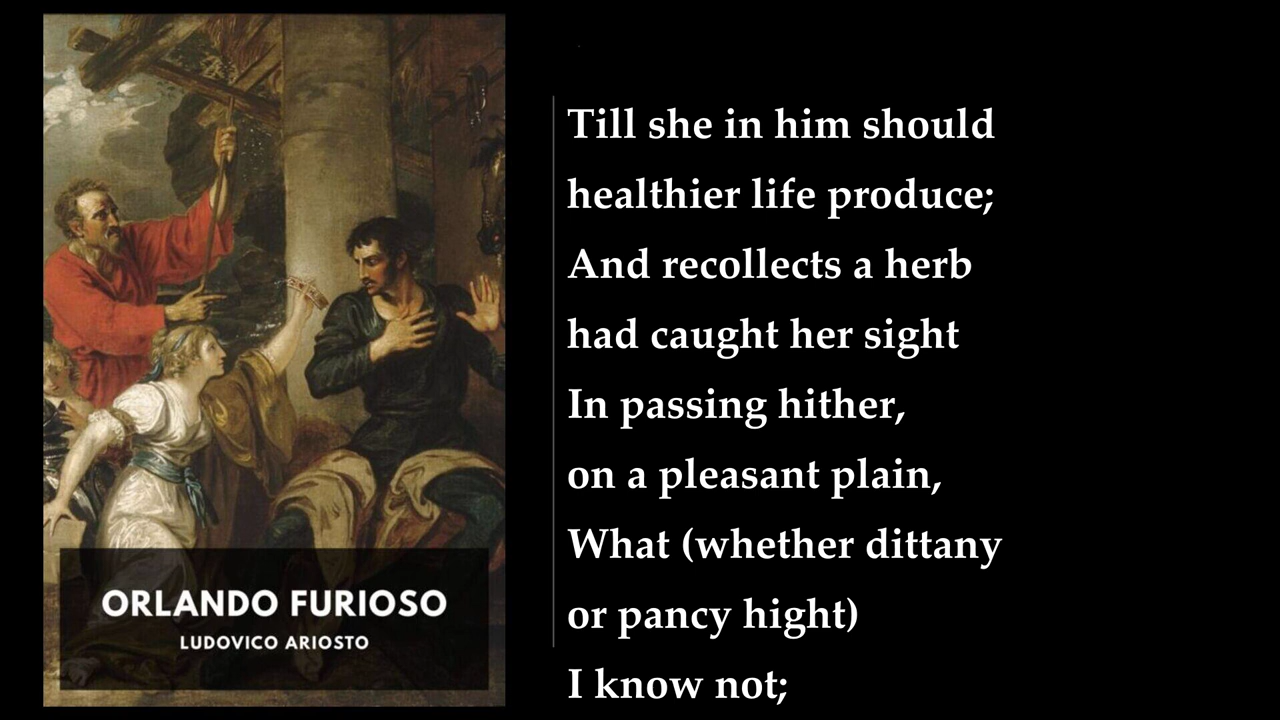 ORLANDO FURIOSO
LUDOVICO ARIOSTO
Till she in him should
healthier life produce;
And recollects a herb
had caught her sight
In passing hither,
on a pleasant plain,
What (whether dittany
or pancy hight)
I know not;